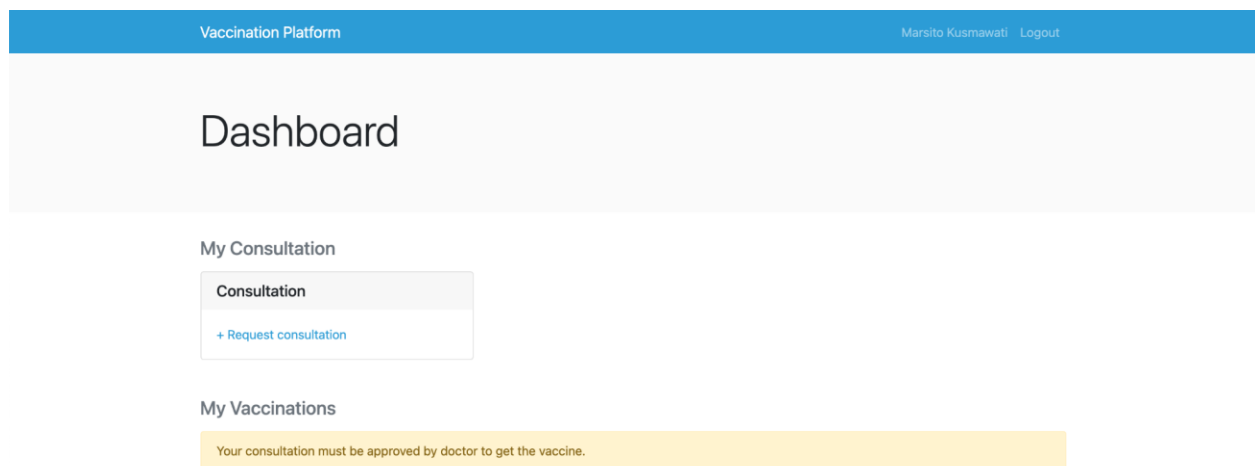 Vaccination Platform Marsito Kusmawati Logout
Dashboard
My Consultation
Consultation
+ Request consultation
My Vaccinations
Your consultation must be approved by doctor to get the vaccine.